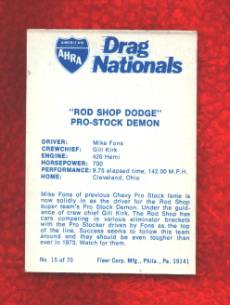 AMERICAN
AHRA
Drag
Nationals
"ROD SHOP DODGE"
PRO-STOCK DEMON
DRIVER: Mike Fons
CREWCHIEF: Gill Kirk
ENGINE: 426 Hemi
HORSEPOWER: 700
PERFORMANCE: 9.75 elapsed time, 142.00 M.P.H.
HOME: Cleveland, Ohio
Mike Fons of previous Chevy Pro Stock fame is
now solidly in as the driver for the Rod Shop
super team's Pro Stock Demon. Under the guid-
ence of crew chief Gill Kirk. The Rod Shop has
cars competing in various eliminator brackets
with the Pro Stocker driven by Fons as the top
of the line. Success seems to follow this team
around and they should be even tougher than
ever in 1973. Watch for them.
No. 15 of 70 Fleer Corp. Mfg., Phila., Pa. 19141